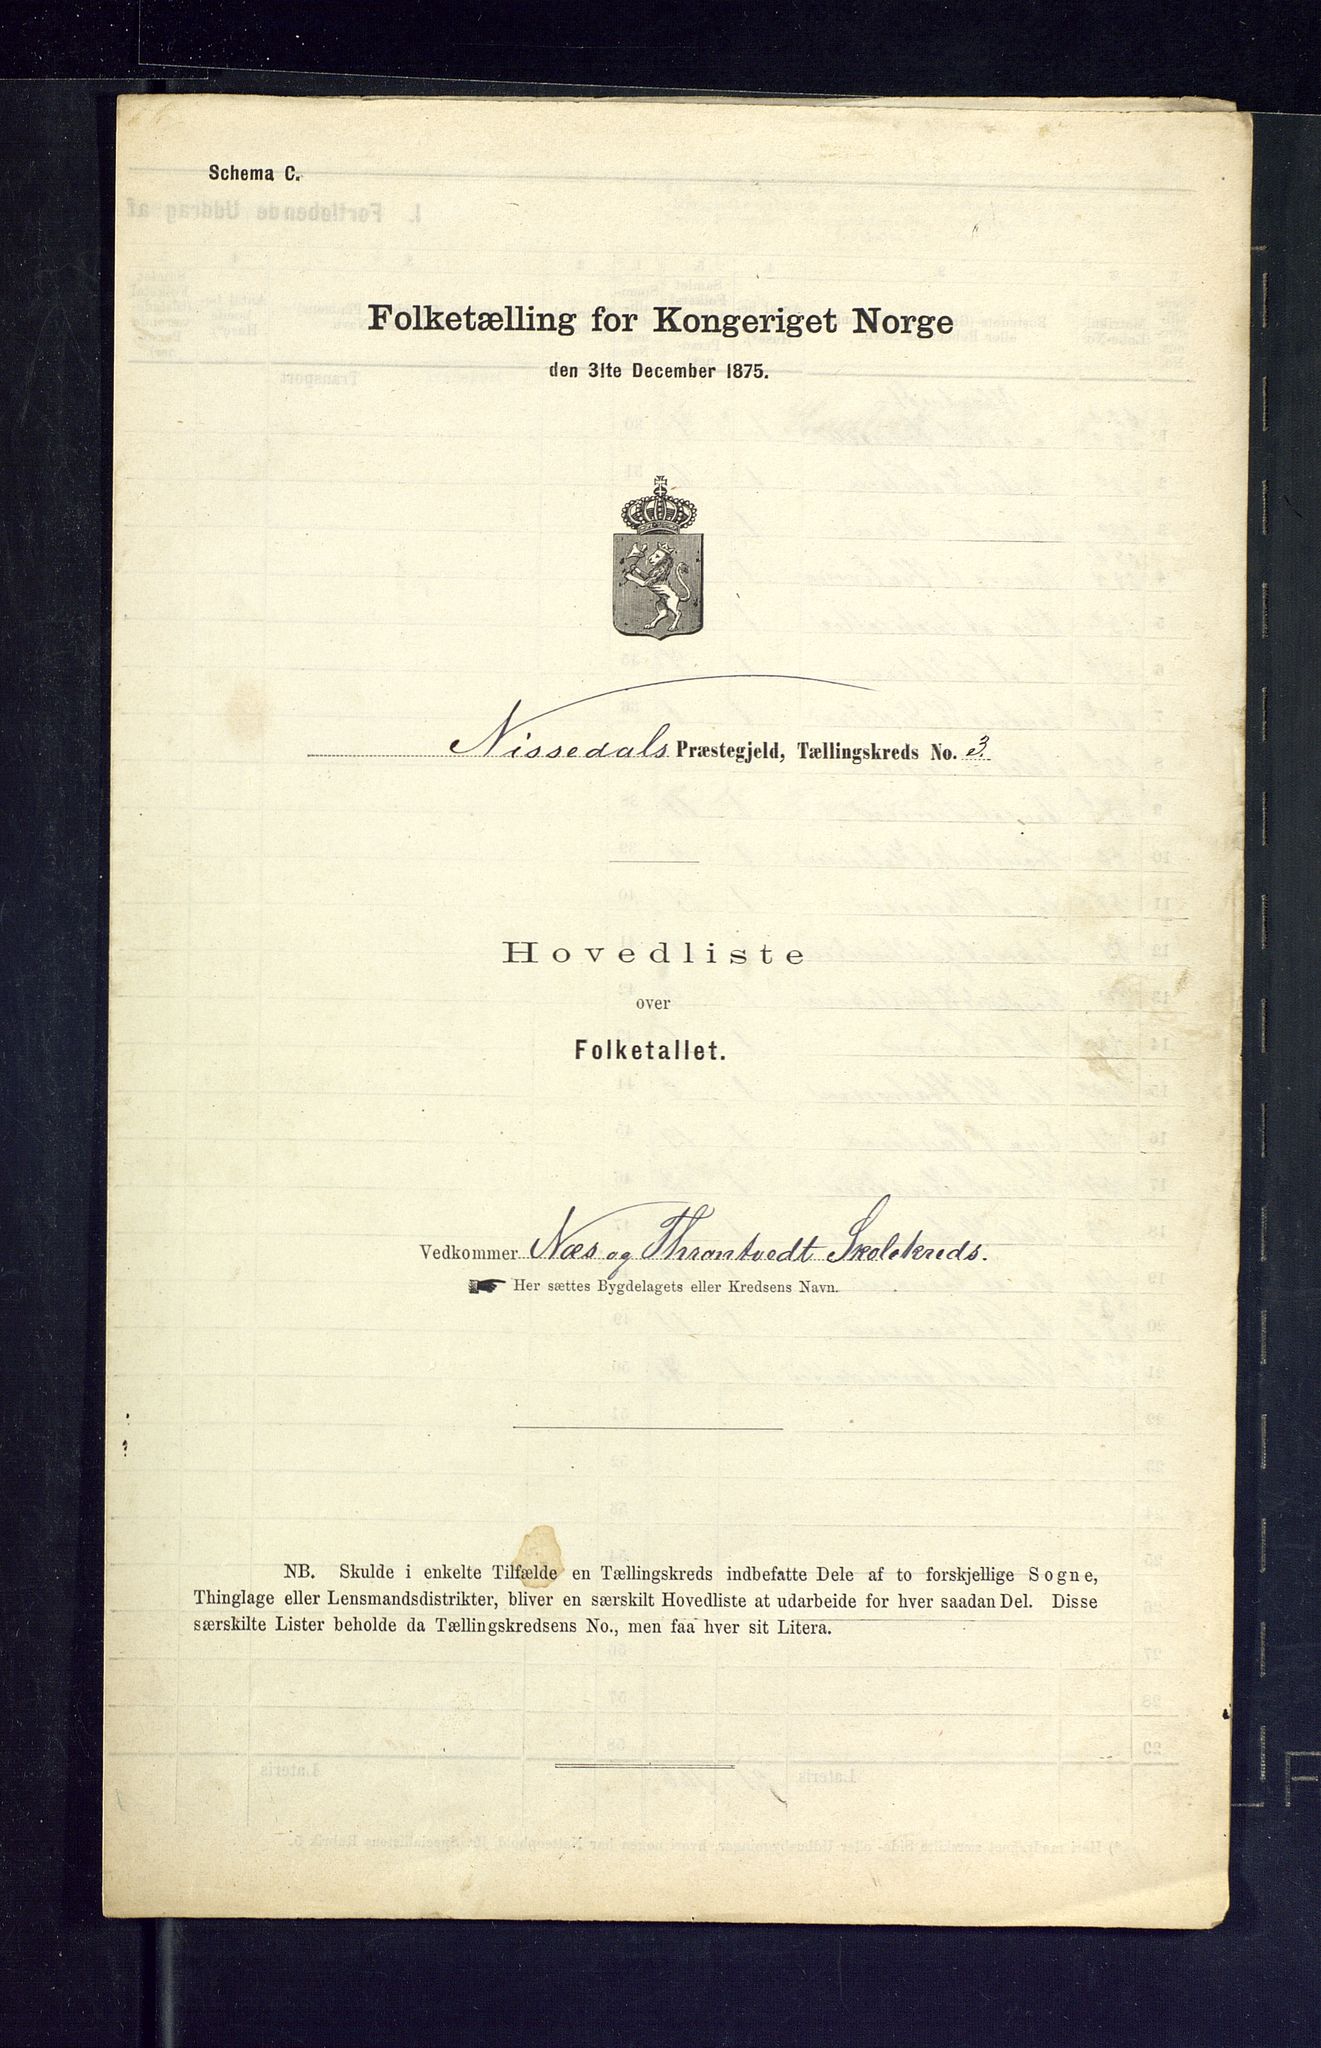 Schema C.
Folketælling for Kongeriget Norge
den 31te December 1875.
Nissedals Præstegjeld, Tællingskreds No. 3.
Hovedliste
over
Folketallet.
Vedkommer Næs og Throntvedt Skolekreds.
Her sættes Bygdelagets eller Kredsens Navn.
NB. Skulde i enkelte Tilfælde en Tællingskreds indbefatte Dele af to forskjellige Sogne,
Thinglage eller Lensmandsdistrikter, bliver en særskilt Hovedliste at udarbeide for hver saadan Del. Disse
særskilte Lister beholde da Tællingskredsens No., men faa hver sit Litera.